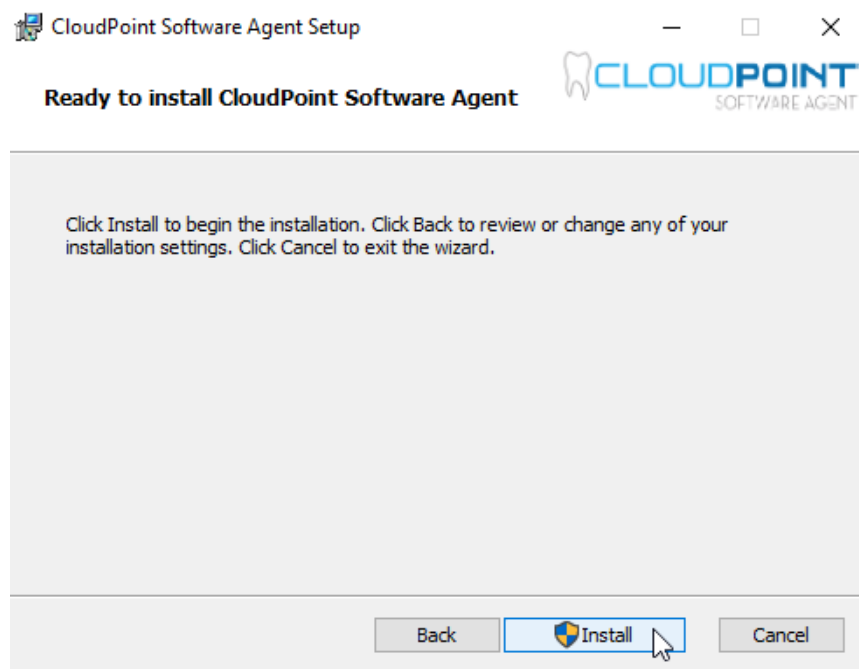 CloudPoint Software Agent Setup
CLOUDPOINT
SOFTWARE AGENT
Ready to install CloudPoint Software Agent
Click Install to begin the installation. Click Back to review or change any of your
installation settings. Click Cancel to exit the wizard.
Back
Install
Cancel